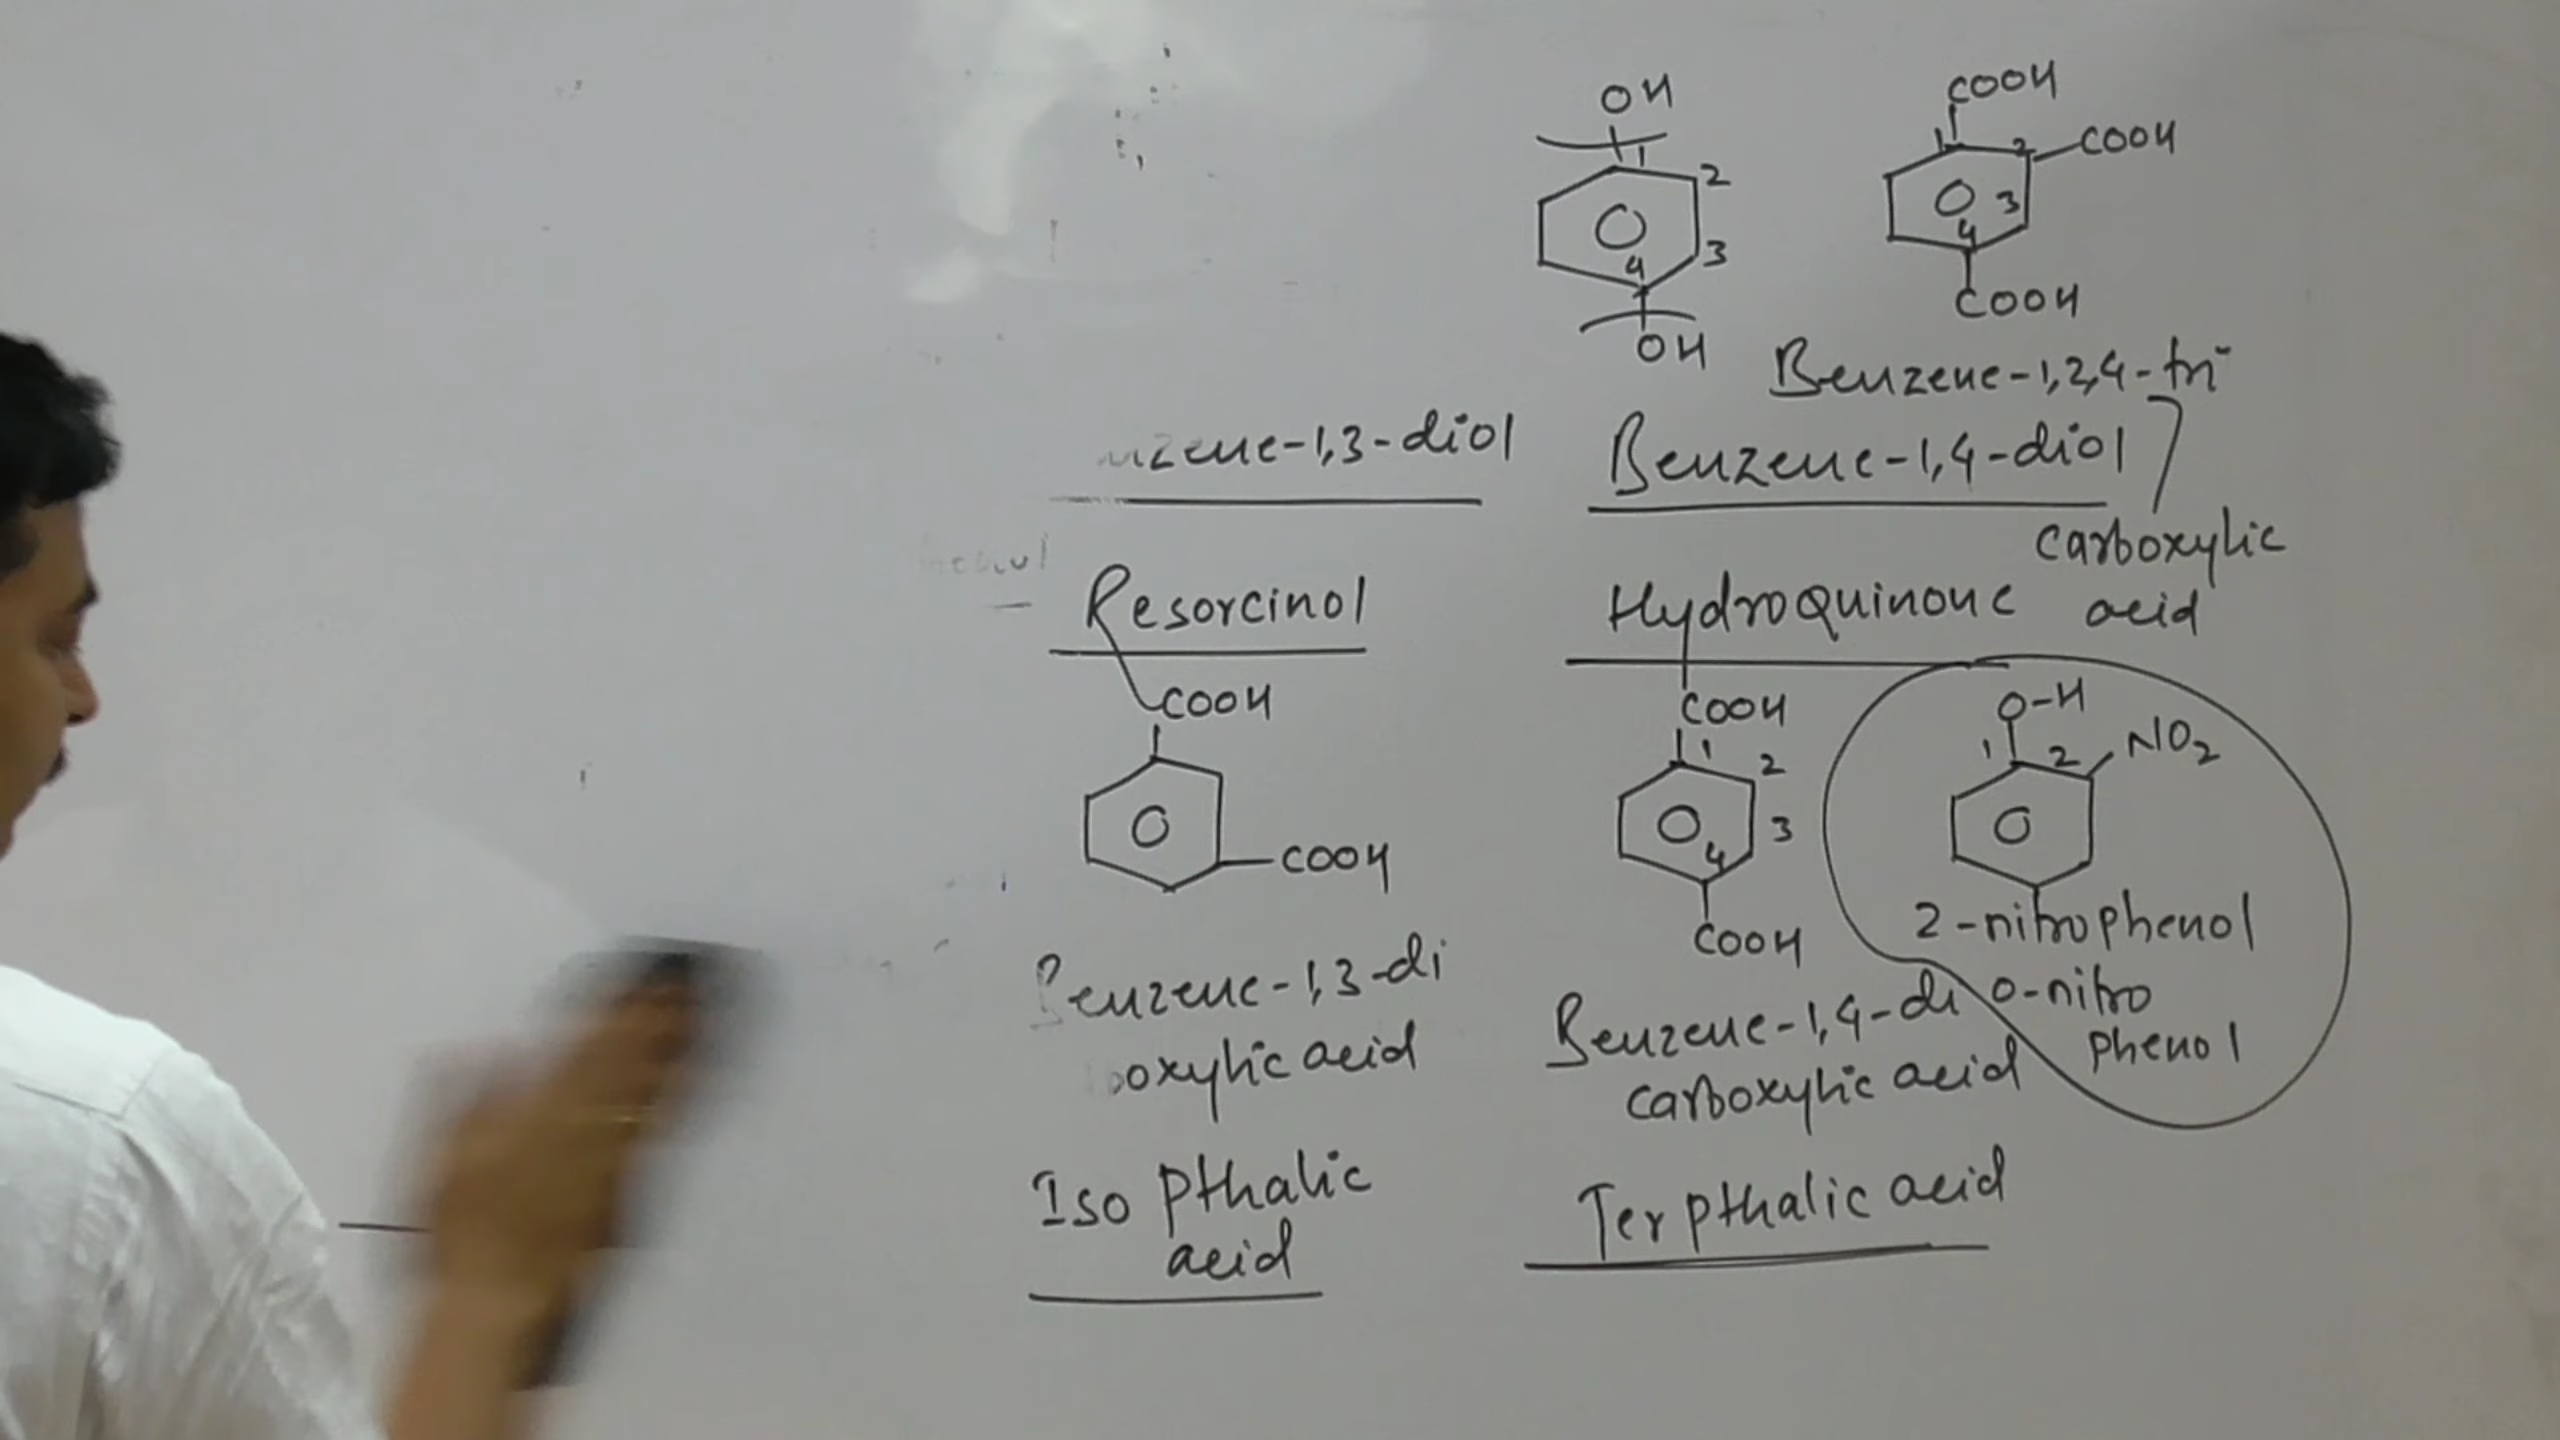 OH
1
2
3
4
OH
COOH
1
2
COOH
3
4
COOH
Benzene-1,2,4-tri
carboxylic
acid
nzene-1,3-diol
Resorcinol
Benzene-1,4-diol
Hydroquinone
COOH
COOH
Benzene-1,3-di
oxylic acid
Iso Pthalic
acid
COOH
1
2
3
4
COOH
Benzene-1,4-di
carboxylic acid
Ter pthalic acid
O-H
1
2
NO2
2-nitrophenol
o-nitro
phenol